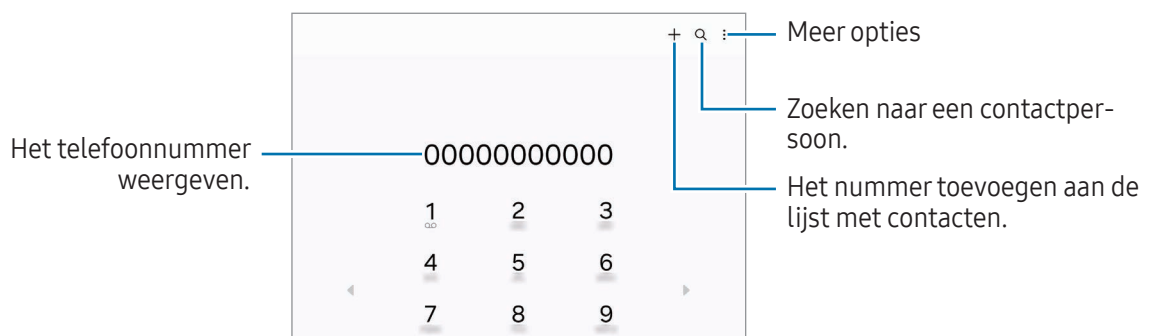 Meer opties
Zoeken naar een contactper-
soon.
Het telefoonnummer
weergeven.
00000000000
Het nummer toevoegen aan de
lijst met contacten.
1 2 3
4 5 6
7 8 9